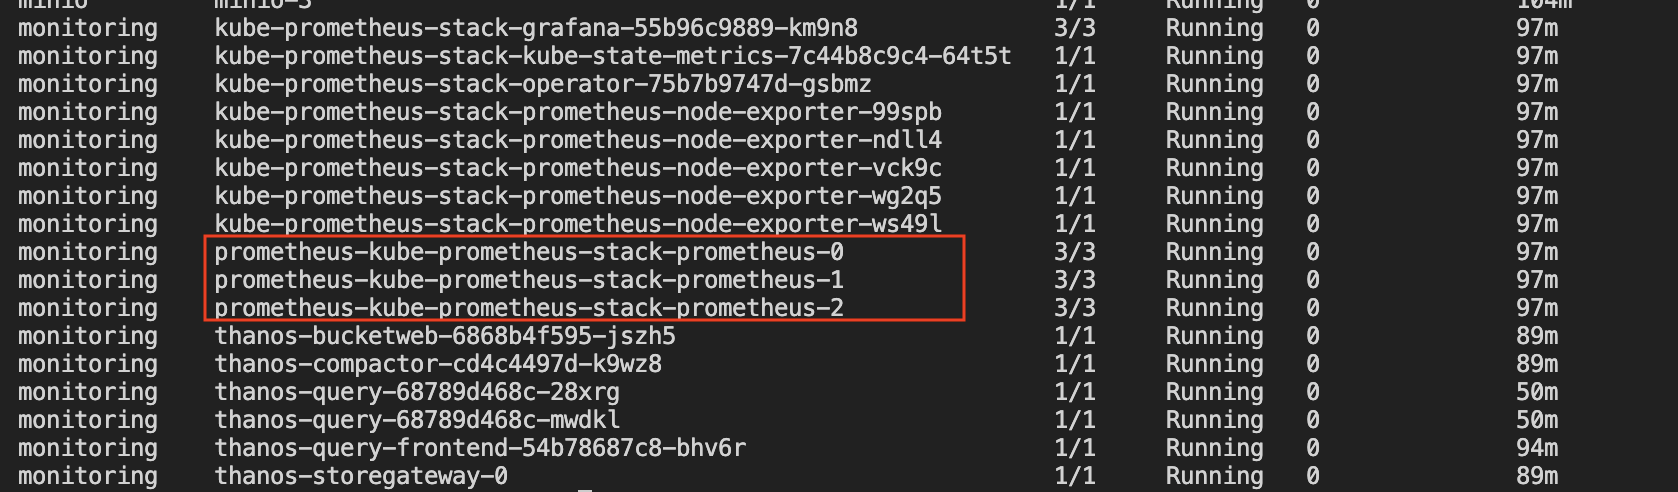 minio minio-3 1/1 Running 0 104m
monitoring kube-prometheus-stack-grafana-55b96c9889-km9n8 3/3 Running 0 97m
monitoring kube-prometheus-stack-kube-state-metrics-7c44b8c9c4-64t5t 1/1 Running 0 97m
monitoring kube-prometheus-stack-operator-75b7b9747d-gsbmz 1/1 Running 0 97m
monitoring kube-prometheus-stack-prometheus-node-exporter-99spb 1/1 Running 0 97m
monitoring kube-prometheus-stack-prometheus-node-exporter-ndll4 1/1 Running 0 97m
monitoring kube-prometheus-stack-prometheus-node-exporter-vck9c 1/1 Running 0 97m
monitoring kube-prometheus-stack-prometheus-node-exporter-wg2q5 1/1 Running 0 97m
monitoring kube-prometheus-stack-prometheus-node-exporter-ws49l 1/1 Running 0 97m
monitoring prometheus-kube-prometheus-stack-prometheus-0 3/3 Running 0 97m
monitoring prometheus-kube-prometheus-stack-prometheus-1 3/3 Running 0 97m
monitoring prometheus-kube-prometheus-stack-prometheus-2 3/3 Running 0 97m
monitoring thanos-bucketweb-6868b4f595-jszh5 1/1 Running 0 89m
monitoring thanos-compactor-cd4c4497d-k9wz8 1/1 Running 0 89m
monitoring thanos-query-68789d468c-28xrg 1/1 Running 0 50m
monitoring thanos-query-68789d468c-mwdkl 1/1 Running 0 50m
monitoring thanos-query-frontend-54b78687c8-bhv6r 1/1 Running 0 94m
monitoring thanos-storegateway-0 1/1 Running 0 89m